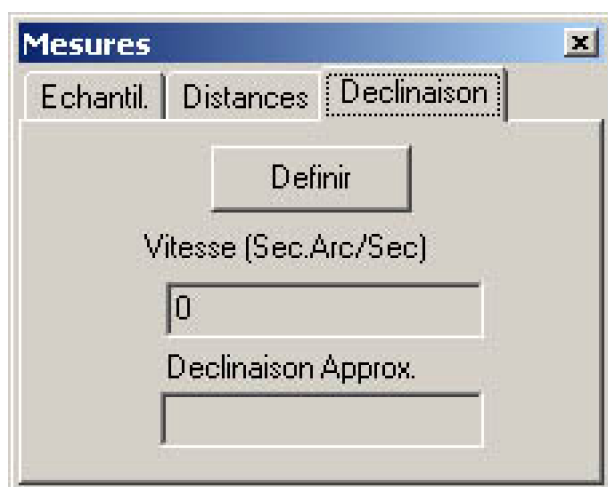 Mesures
Echantil. Distances Declinaison
Definir
Vitesse (Sec.Arc/Sec)
0
Declinaison Approx.